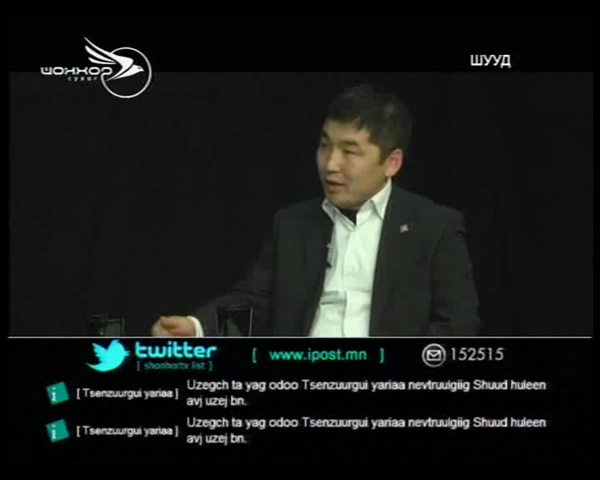 ШОНХОР
суваг
ШУУД
twitter
[ shonhortv list ]
[ www.ipost.mn ]
152515
[ Tsenzuurgui yariaa ] Uzegch ta yag odoo Tsenzuurgui yariaa nevtruulgiig Shuud huleen
avj uzej bn.
[ Tsenzuurgui yariaa ] Uzegch ta yag odoo Tsenzuurgui yariaa nevtruulgiig Shuud huleen
avj uzej bn.